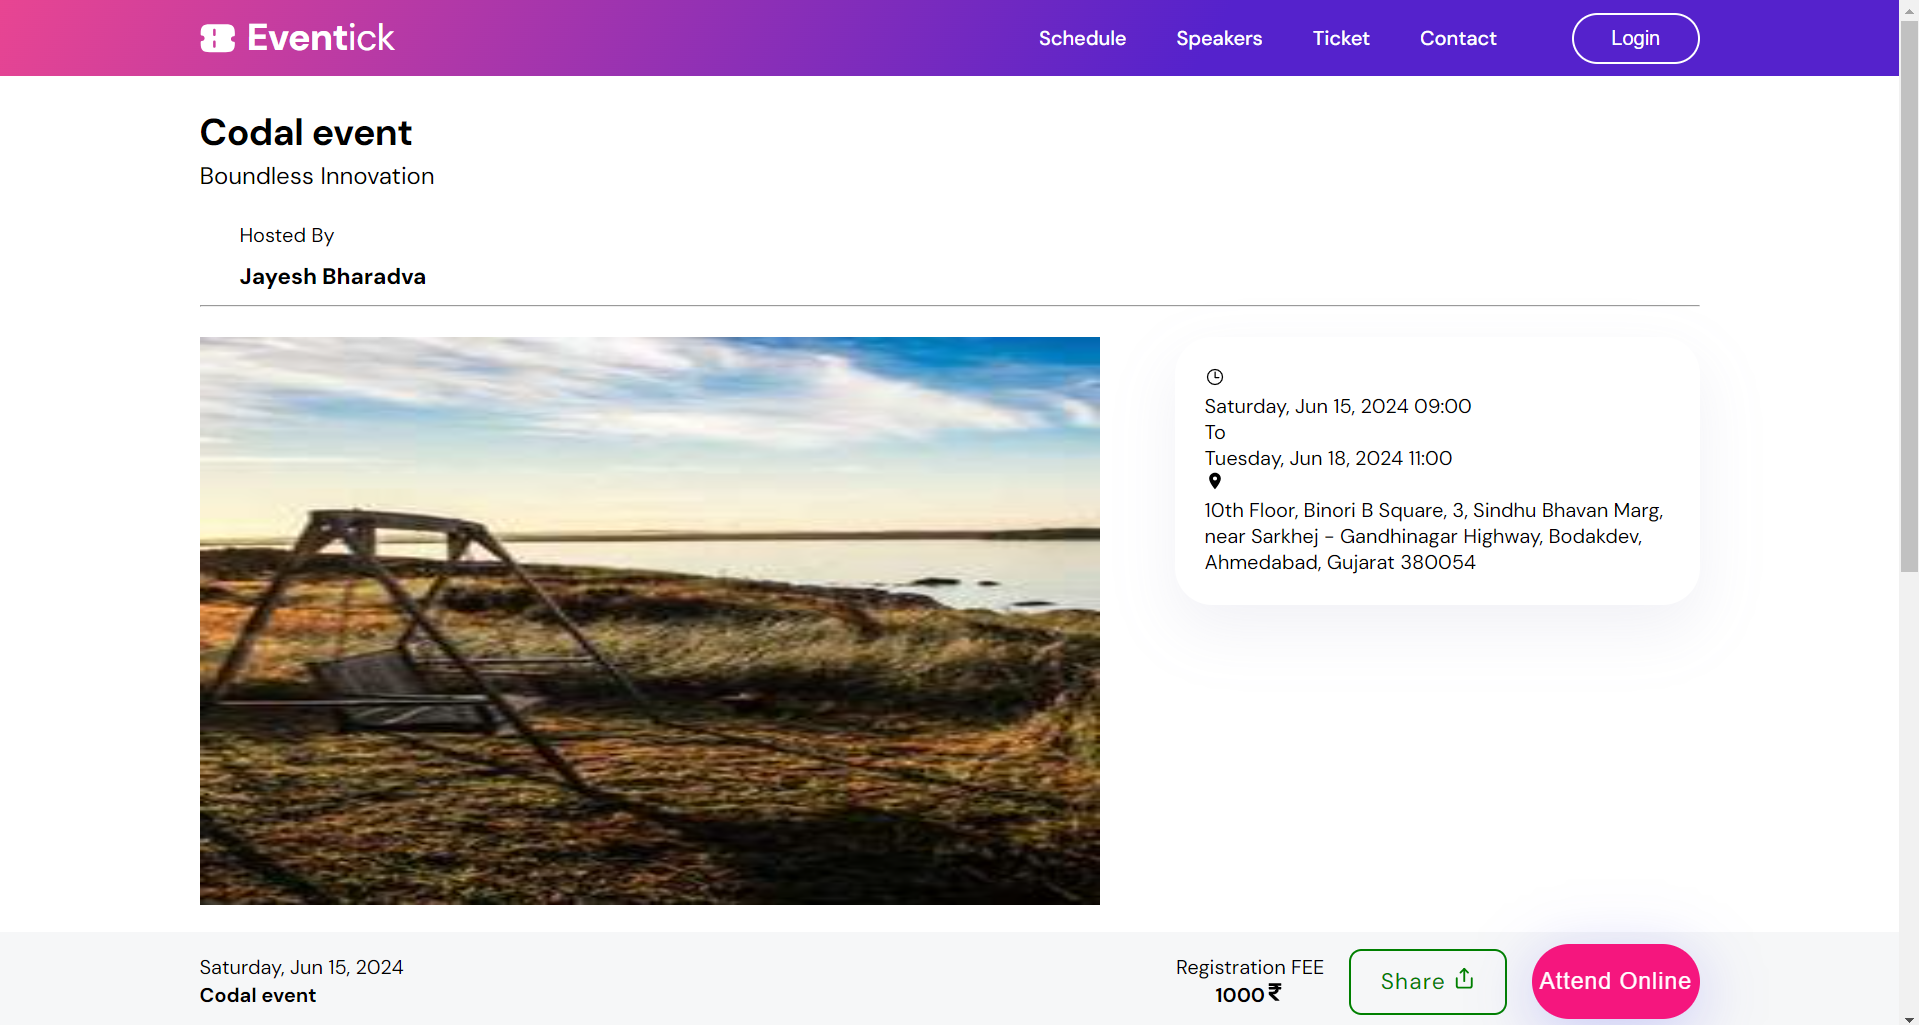 Eventick
Schedule
Speakers
Ticket
Contact
Login
Codal event
Boundless Innovation
Hosted By
Jayesh Bharadva
Saturday, Jun 15, 2024 09:00
To
Tuesday, Jun 18, 2024 11:00
10th Floor, Binori B Square, 3, Sindhu Bhavan Marg,
near Sarkhej - Gandhinagar Highway, Bodakdev,
Ahmedabad, Gujarat 380054
Saturday, Jun 15, 2024
Codal event
Registration FEE
1000₹
Share
Attend Online